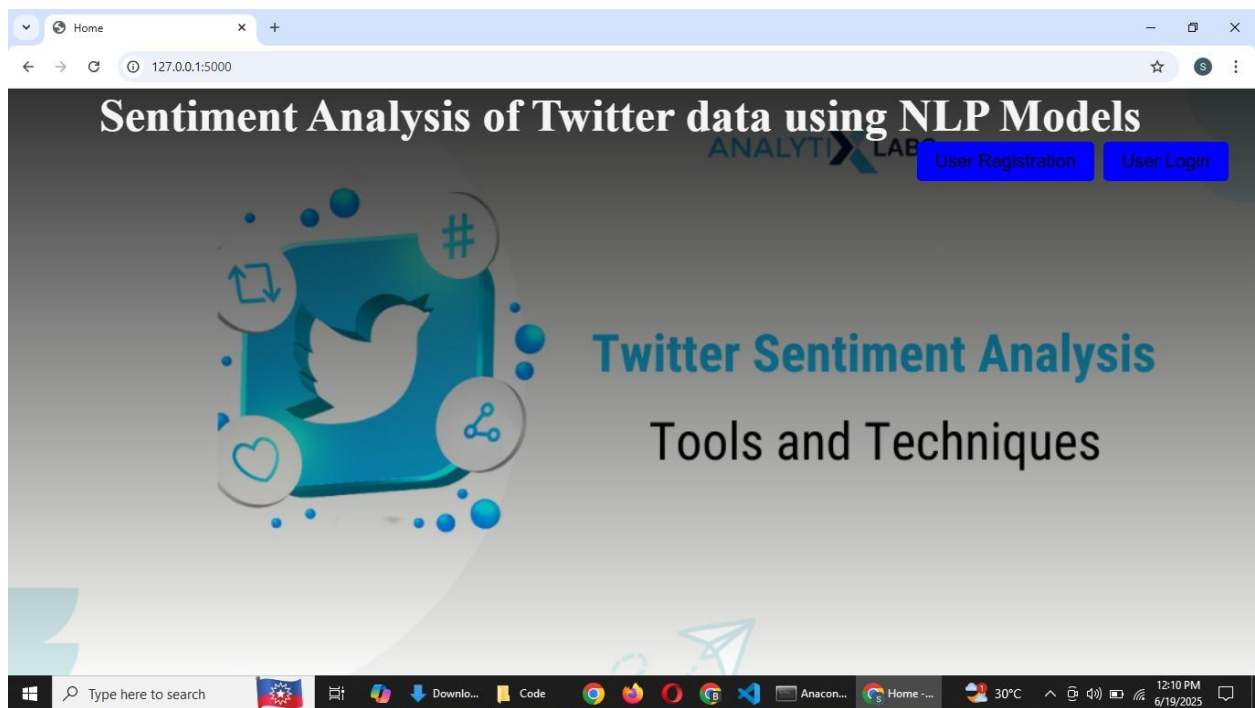 Home
127.0.0.1:5000
S
Sentiment Analysis of Twitter data using NLP Models
ANALYTIX LABS
User Registration
User Login
#
Twitter Sentiment Analysis
Tools and Techniques
Type here to search
Downlo...
Code
Anacon...
Home -...
30°C
12:10 PM
6/19/2025